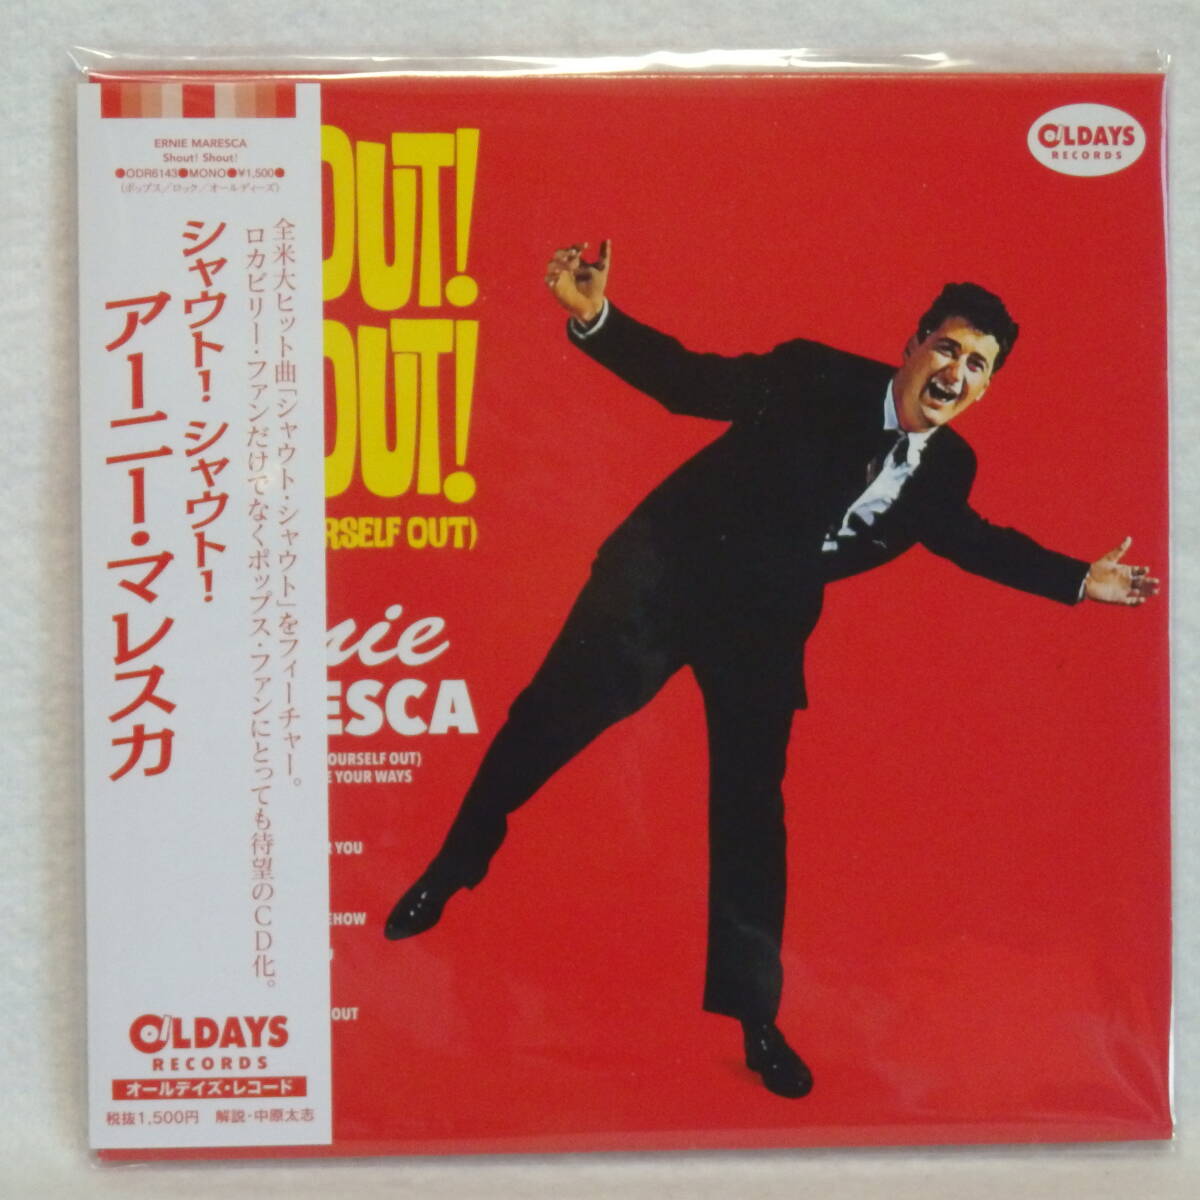 ERNIE MARESCA
Shout! Shout!
●ODR6143●MONO●¥1,500●
(ポップス／ロック／オールディーズ)
全米大ヒット曲「シャウト・シャウト」をフィーチャー。
ロカビリー・ファンだけでなくポップス・ファンにとっても待望のCD化。
シャウト! シャウト!
アーニー・マレスカ
OLDAYS
RECORDS
オールデイズ・レコード
税抜1,500円 解説・中原太志
OUT!
OUT!
RSELF OUT)
nie
ESCA
OURSELF OUT)
E YOUR WAYS
R YOU
EHOW
OUT
OLDAYS
RECORDS